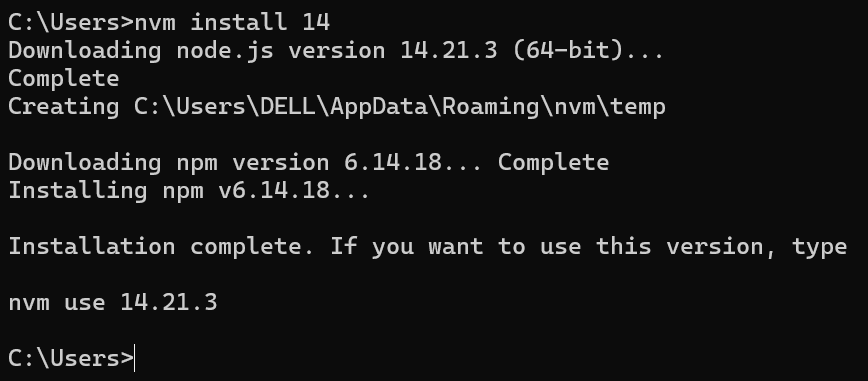 C:\Users>nvm install 14
Downloading node.js version 14.21.3 (64-bit)...
Complete
Creating C:\Users\DELL\AppData\Roaming\nvm\temp
Downloading npm version 6.14.18... Complete
Installing npm v6.14.18...
Installation complete. If you want to use this version, type
nvm use 14.21.3
C:\Users>